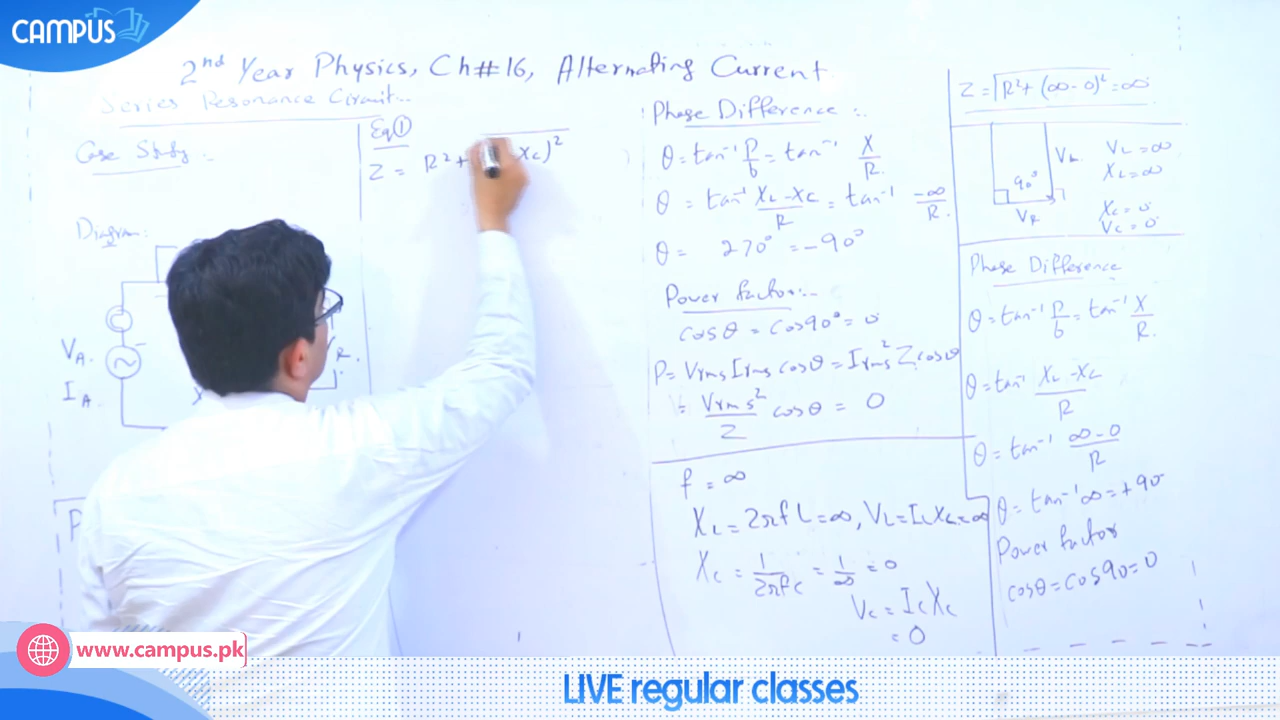 CAMPUS
2nd Year Physics, Ch#16, Alternating Current
Series Resonance Circuit..
Case Study:
Diagram:
VA.
IA.
R.
Eq①
Z = R²+ XC)²
Phase Difference:.
θ=tan⁻¹ P/b = tan⁻¹ X/R.
θ = tan⁻¹ XL-XC/R = tan⁻¹ -∞/R.
θ = 270° = -90°
Power factor:-
cosθ = cos90° = 0
P= Vrms Irms cosθ = Irms² Z cosθ
= Vrms²/Z cosθ = 0
f = ∞
XL = 2πfL = ∞, VL = ILXL = ∞
XC = 1/2πfC = 1/∞ = 0
VC = ICXC
= 0
Z = √R²+(∞-0)² = ∞
VL
90°
VR
VL = ∞
XL = ∞
XC = 0
VC = 0
Phase Difference
θ=tan⁻¹ P/b = tan⁻¹ X/R.
θ=tan⁻¹ XL-XC/R
θ = tan⁻¹ ∞-0/R
θ = tan⁻¹∞ = +90
Power factor
cosθ = cos90 = 0
www.campus.pk
LIVE regular classes